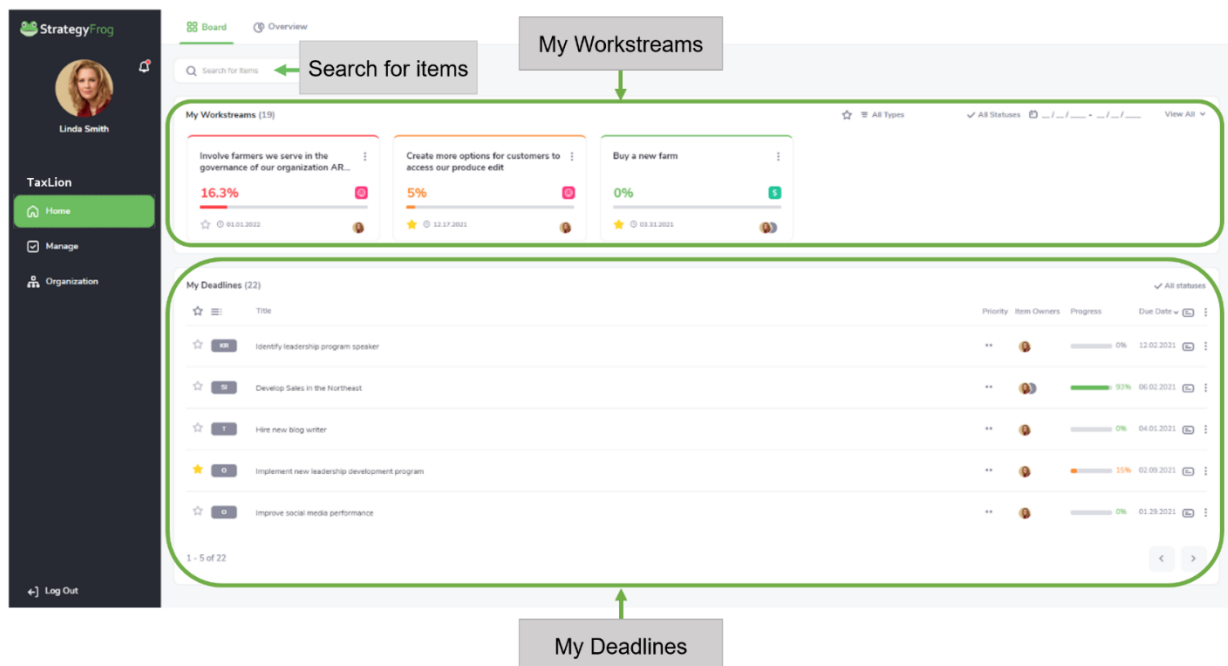 StrategyFrog
Linda Smith
TaxLion
Home
Manage
Organization
Log Out
Board
Overview
My Workstreams
Search for Items
Search for items
My Workstreams (19)
All Types
All Statuses
__/__/____ - __/__/____
View All
Involve farmers we serve in the
governance of our organization AR...
16.3%
01.01.2022
Create more options for customers to
access our produce edit
5%
12.17.2021
Buy a new farm
0%
$
03.31.2021
My Deadlines (22)
All statuses
Title Priority Item Owners Progress Due Date
KR Identify leadership program speaker 0% 12.02.2021
SI Develop Sales in the Northeast 93% 06.02.2021
T Hire new blog writer 0% 04.01.2021
O Implement new leadership development program 15% 02.09.2021
O Improve social media performance 0% 01.29.2021
1 - 5 of 22
My Deadlines